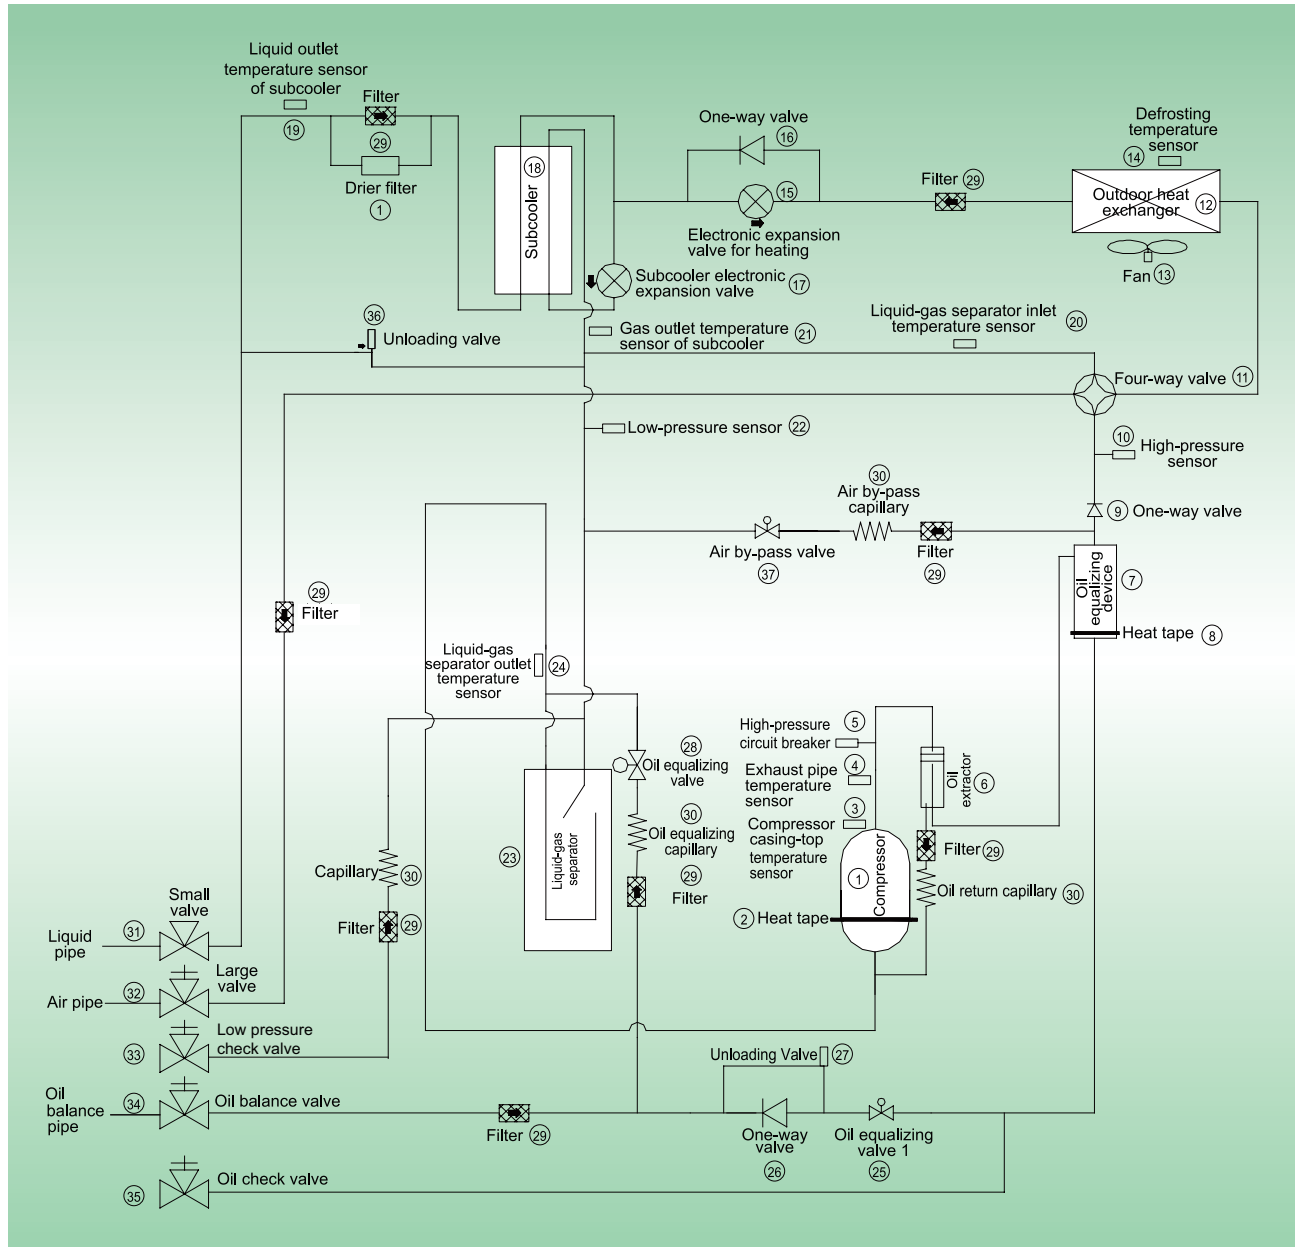 Liquid outlet
temperature sensor
of subcooler
19
Filter
29
Drier filter
1
18
Subcooler
One-way valve
16
15
Electronic expansion
valve for heating
Filter 29
Defrosting
temperature
sensor
14
Outdoor heat
exchanger
12
Fan 13
Subcooler electronic
expansion valve
17
36
Unloading valve
Gas outlet temperature
sensor of subcooler
21
Liquid-gas separator inlet
temperature sensor
20
Four-way valve 11
Low-pressure sensor 22
10
High-pressure
sensor
30
Air by-pass
capillary
9 One-way valve
Air by-pass valve
37
Filter
29
Oil
equalizing
device
7
Heat tape 8
29
Filter
Liquid-gas
separator outlet
temperature
sensor
24
High-pressure
circuit breaker
5
28
Oil equalizing
valve
Exhaust pipe
temperature
sensor
4
Oil
extractor
6
30
Oil equalizing
capillary
3
Compressor
casing-top
temperature
sensor
23
Liquid-gas
separator
29
Filter
Capillary 30
1
Compressor
Filter 29
Oil return capillary 30
2 Heat tape
Filter 29
Small
valve
Liquid
pipe
31
Large
valve
Air pipe 32
Low pressure
check valve
33
Unloading Valve 27
Oil
balance
pipe
34
Oil balance valve
Filter 29
One-way
valve
26
Oil equalizing
valve 1
25
Oil check valve
35